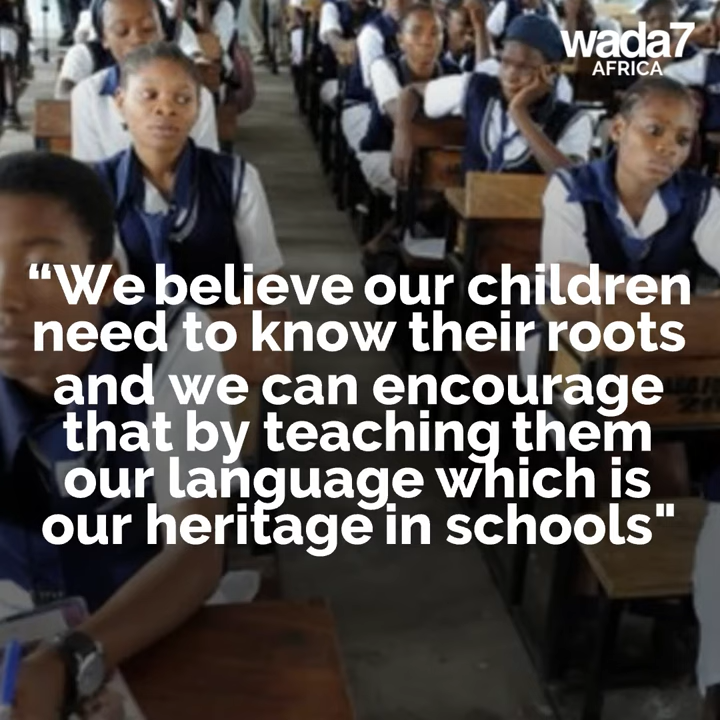 wada7
AFRICA
“We believe our children
need to know their roots
and we can encourage
that by teaching them
our language which is
our heritage in schools"